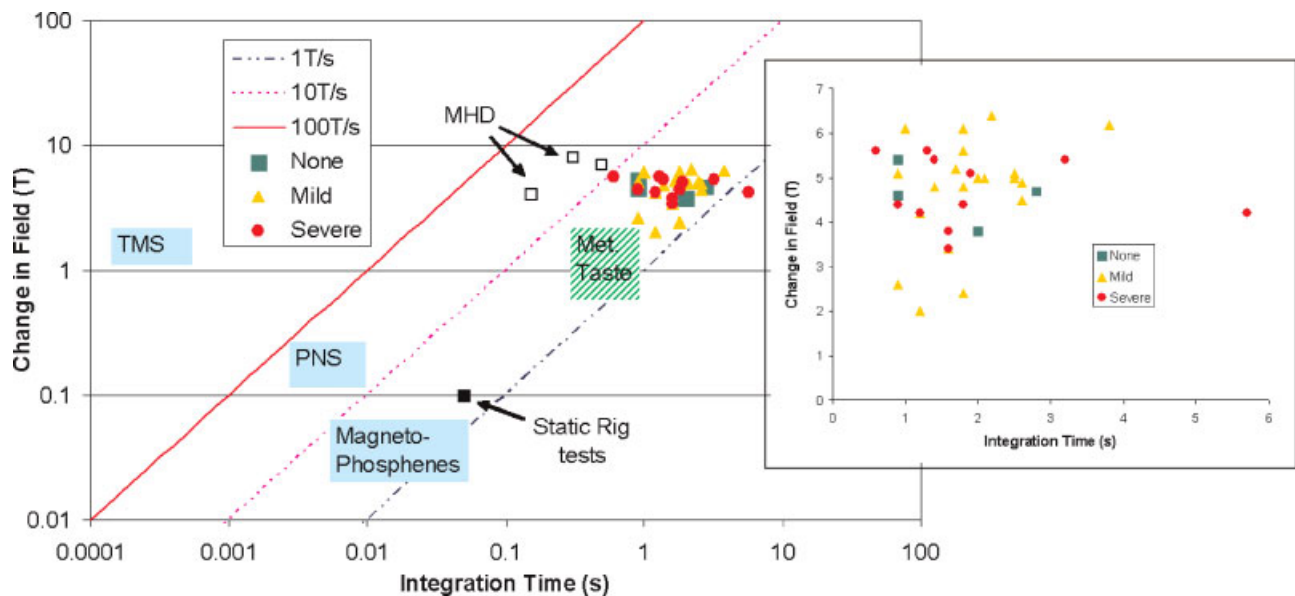 100
10
1
0.1
0.01
0.0001
0.001
0.01
0.1
1
10
100
Change in Field (T)
Integration Time (s)
1T/s
10T/s
100T/s
None
Mild
Severe
MHD
TMS
Met.
Taste
PNS
Magneto-
Phosphenes
Static Rig
tests
7
6
5
4
3
2
1
0
0
1
2
3
4
5
6
Change in Field (T)
Integration Time (s)
None
Mild
Severe